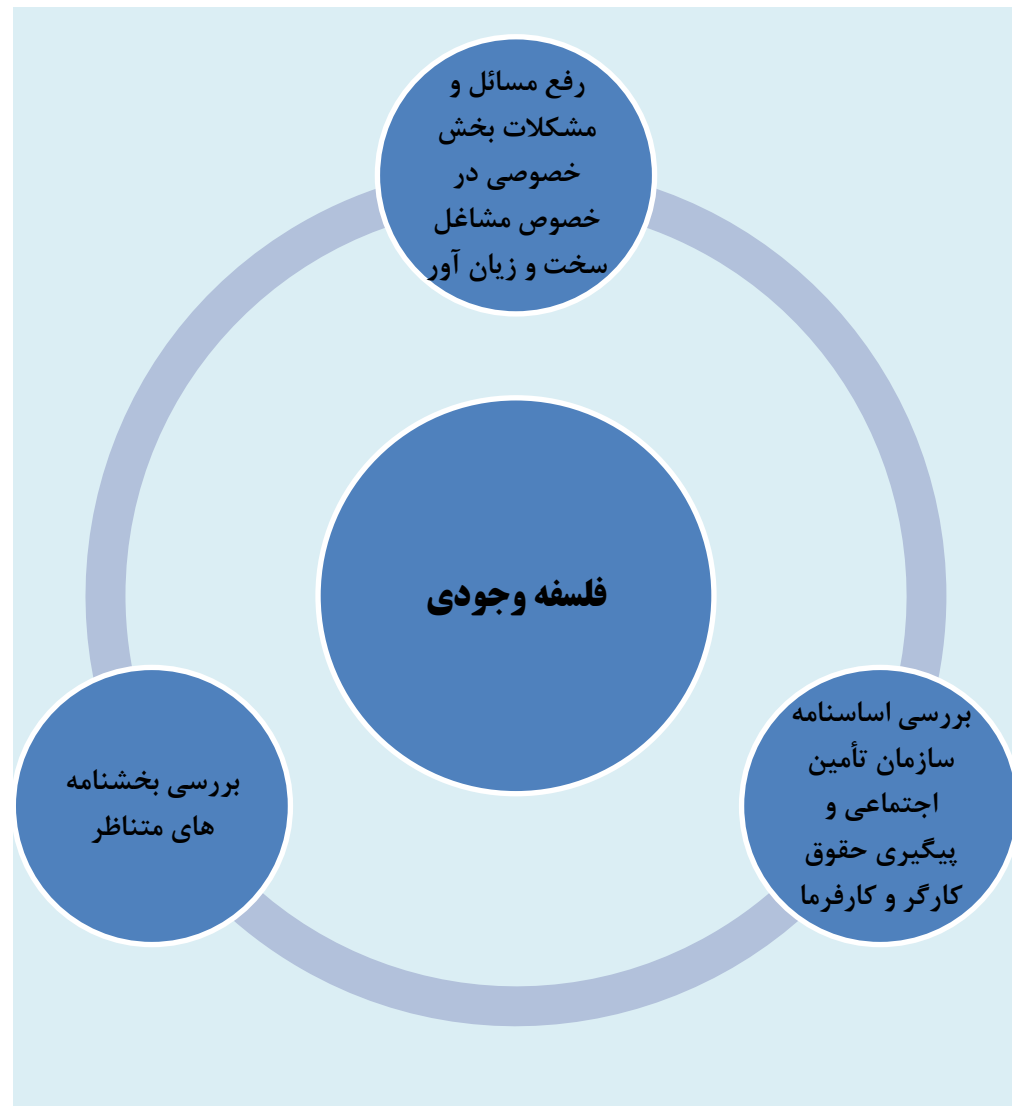 رفع مسائل و
مشکلات بخش
خصوصی در
خصوص مشاغل
سخت و زیان آور
فلسفه وجودی
بررسی اساسنامه
سازمان تأمین
اجتماعی و
پیگیری حقوق
کارگر و کارفرما
بررسی بخشنامه
های متناظر